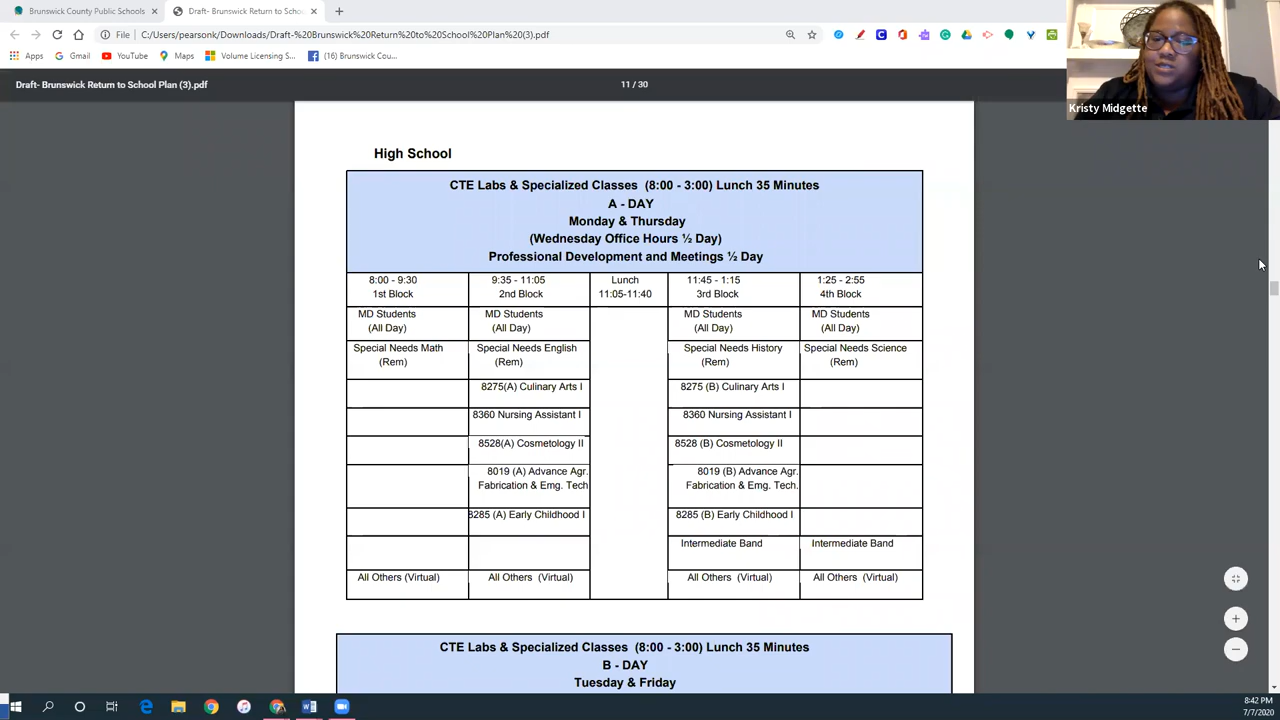 Brunswick County Public Schools
Draft- Brunswick Return to Scho
File
C:/Users/pearsonk/Downloads/Draft-%20Brunswick%20Return%20to%20School%20Plan%20(3).pdf
Apps
Gmail
YouTube
Maps
Volume Licensing S...
(16) Brunswick Cou...
Draft- Brunswick Return to School Plan (3).pdf
11 / 30
Kristy Midgette
High School
CTE Labs & Specialized Classes (8:00 - 3:00) Lunch 35 Minutes
A - DAY
Monday & Thursday
(Wednesday Office Hours ½ Day)
Professional Development and Meetings ½ Day
8:00 - 9:30 9:35 - 11:05 Lunch 11:45 - 1:15 1:25 - 2:55
1st Block 2nd Block 11:05-11:40 3rd Block 4th Block
MD Students MD Students MD Students MD Students
(All Day) (All Day) (All Day) (All Day)
Special Needs Math Special Needs English Special Needs History Special Needs Science
(Rem) (Rem) (Rem) (Rem)
8275(A) Culinary Arts I 8275 (B) Culinary Arts I
8360 Nursing Assistant I 8360 Nursing Assistant I
8528(A) Cosmetology II 8528 (B) Cosmetology II
8019 (A) Advance Agr. 8019 (B) Advance Agr.
Fabrication & Emg. Tech Fabrication & Emg. Tech.
8285 (A) Early Childhood I 8285 (B) Early Childhood I
Intermediate Band Intermediate Band
All Others (Virtual) All Others (Virtual) All Others (Virtual) All Others (Virtual)
CTE Labs & Specialized Classes (8:00 - 3:00) Lunch 35 Minutes
B - DAY
Tuesday & Friday
8:42 PM
7/7/2020